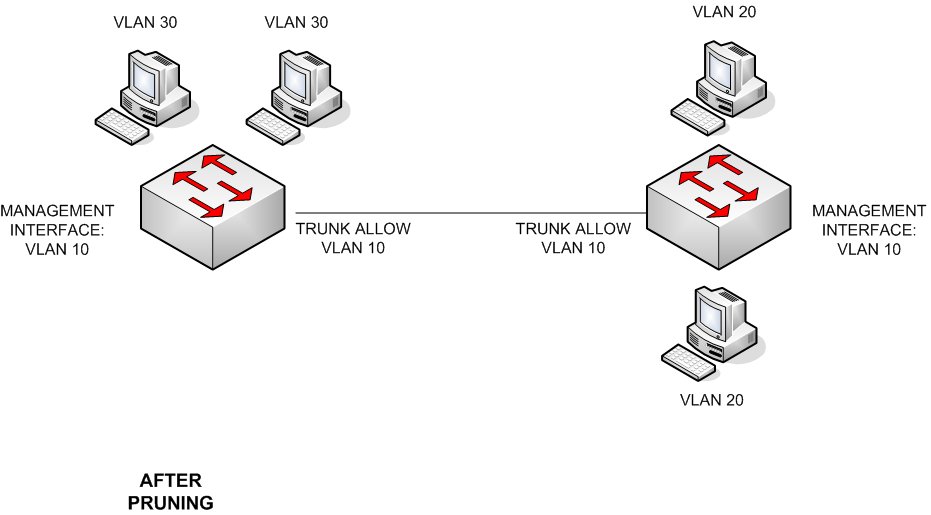 VLAN 30
VLAN 30
VLAN 20
MANAGEMENT
INTERFACE:
VLAN 10
TRUNK ALLOW
VLAN 10
TRUNK ALLOW
VLAN 10
MANAGEMENT
INTERFACE:
VLAN 10
VLAN 20
AFTER
PRUNING